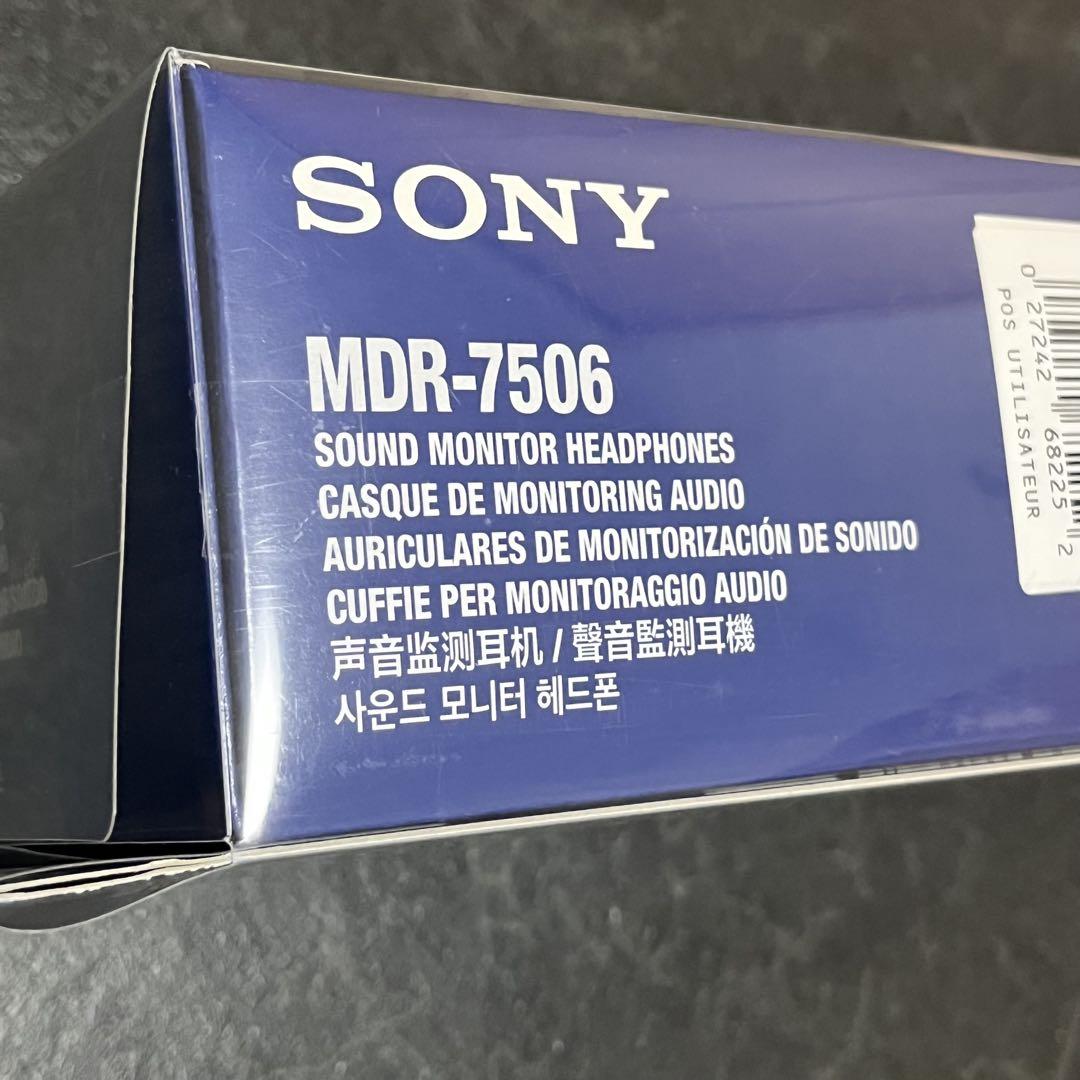 SONY
MDR-7506
SOUND MONITOR HEADPHONES
CASQUE DE MONITORING AUDIO
AURICULARES DE MONITORIZACIÓN DE SONIDO
CUFFIE PER MONITORAGGIO AUDIO
声音监测耳机 / 聲音監測耳機
사운드 모니터 헤드폰
0 27242 68225 2
POS UTILISATEUR